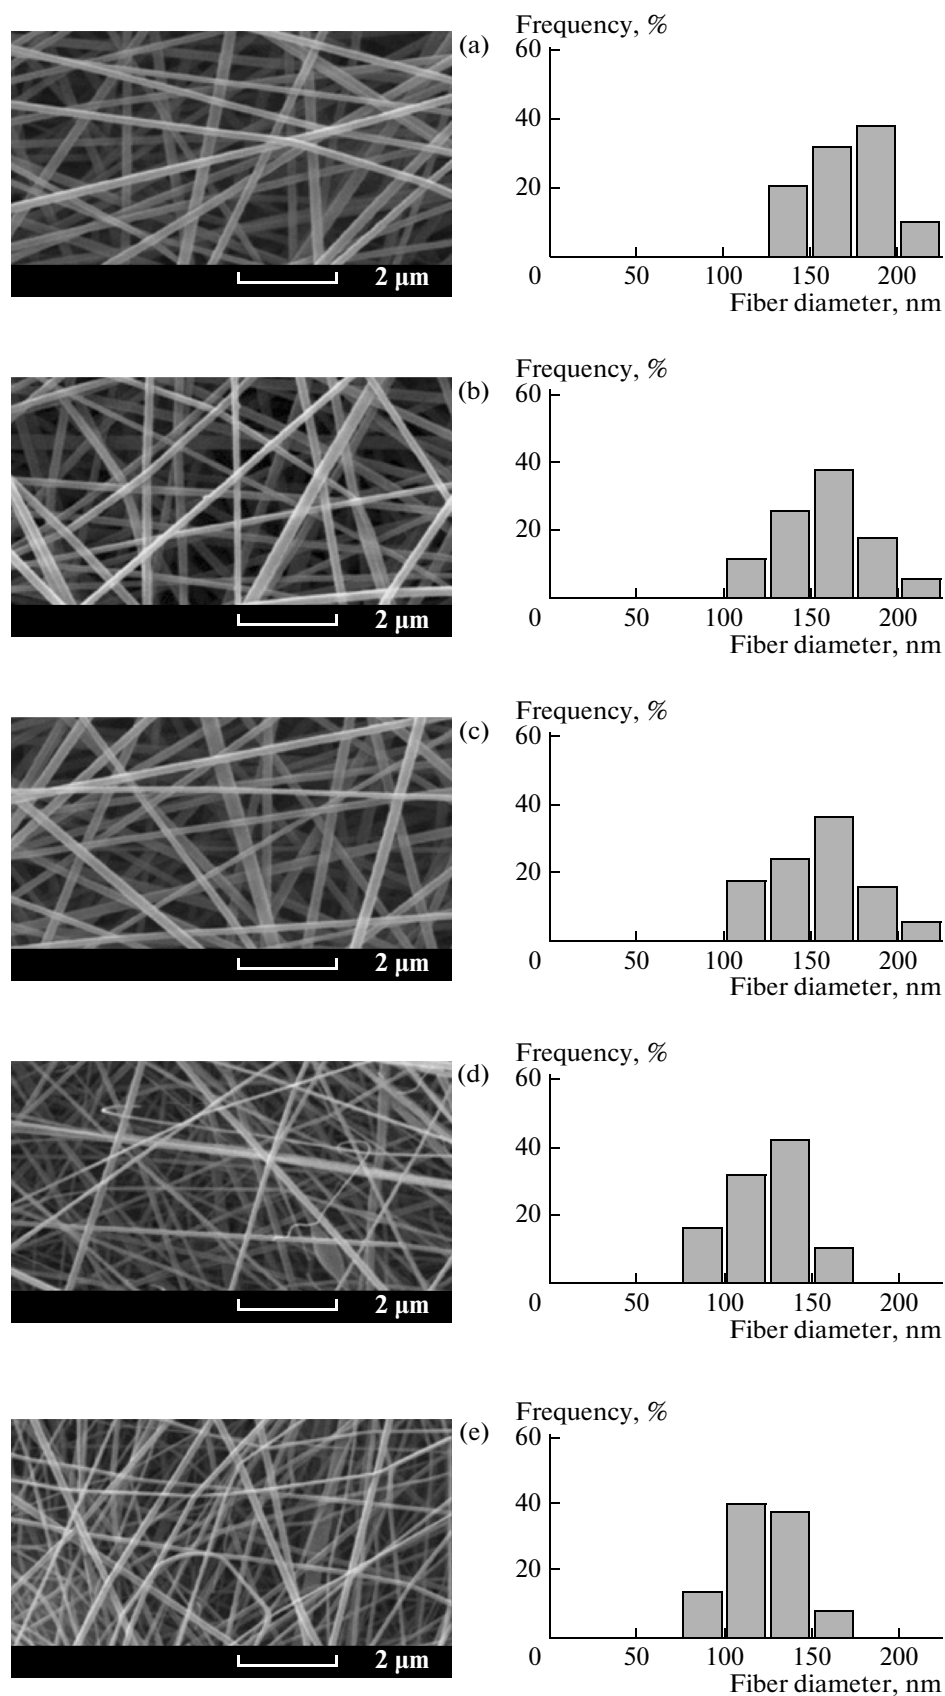 (a)
Frequency, %
60
40
20
0 50 100 150 200
Fiber diameter, nm
2 µm
(b)
Frequency, %
60
40
20
0 50 100 150 200
Fiber diameter, nm
2 µm
(c)
Frequency, %
60
40
20
0 50 100 150 200
Fiber diameter, nm
2 µm
(d)
Frequency, %
60
40
20
0 50 100 150 200
Fiber diameter, nm
2 µm
(e)
Frequency, %
60
40
20
0 50 100 150 200
Fiber diameter, nm
2 µm